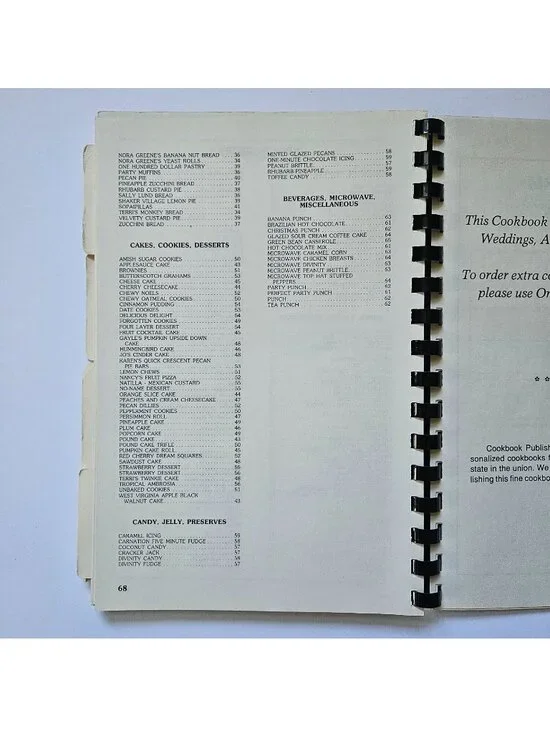 NORA GREENE'S BANANA NUT BREAD . . 36
NORA GREENE'S YEAST ROLLS . . 34
ONE HUNDRED DOLLAR PASTRY . . 39
PARTY MUFFINS . . 36
PECAN PIE . . 40
PINEAPPLE ZUCCHINI BREAD . . 37
RHUBARB CUSTARD PIE . . 38
SALLY LUND BREAD . . 36
SHAKER VILLAGE LEMON PIE . . 39
SOPAPILLAS . . 41
TERRI'S MONKEY BREAD . . 34
VELVETY CUSTARD PIE . . 39
ZUCCHINI BREAD . . 37
CAKES, COOKIES, DESSERTS
AMISH SUGAR COOKIES . . 50
APPLESAUCE CAKE . . 43
BROWNIES . . 51
BUTTERSCOTCH GRAHAMS . . 53
CHEESE CAKE . . 45
CHERRY CHEESECAKE . . 44
CHEWY NOELS . . 52
CHEWY OATMEAL COOKIES . . 50
CINNAMON PUDDING . . 54
DATE COOKIES . . 53
DELICIOUS DELIGHT . . 54
FORGOTTEN COOKIES . . 49
FOUR LAYER DESSERT . . 54
FRUIT COCKTAIL CAKE . . 45
GAYLE'S PUMPKIN UPSIDE DOWN
CAKE . . 48
HUMMINGBIRD CAKE . . 46
JO'S CINDER CAKE . . 48
KAREN'S QUICK CRESCENT PECAN
PIE BARS . . 53
LEMON CHEWS . . 51
NANCY'S FRUIT PIZZA . . 52
NATILLA - MEXICAN CUSTARD . . 55
NO-NAME DESSERT . . 55
ORANGE SLICE CAKE . . 44
PEACHES AND CREAM CHEESECAKE . . 47
PECAN DILLIES . . 52
PEPPERMINT COOKIES . . 50
PERSIMMON ROLL . . 47
PINEAPPLE CAKE . . 49
PLUM CAKE . . 46
POPCORN CAKE . . 49
POUND CAKE . . 43
POUND CAKE TRIFLE . . 50
PUMPKIN CAKE ROLL . . 45
RED CHERRY DREAM SQUARES . . 52
SAWDUST CAKE . . 48
STRAWBERRY DESSERT . . 56
STRAWBERRY DESSERT . . 56
TERRI'S TWINKIE CAKE . . 48
TROPICAL AMBROSIA . . 56
UNBAKED COOKIES . . 51
WEST VIRGINIA APPLE BLACK
WALNUT CAKE . . 43
CANDY, JELLY, PRESERVES
CARAMEL ICING . . 59
CARNATION FIVE MINUTE FUDGE . . 58
COCONUT CANDY . . 57
CRACKER JACK . . 57
DIVINITY CANDY . . 58
DIVINITY FUDGE . . 57
68
MINTED GLAZED PECANS . . 58
ONE MINUTE CHOCOLATE ICING . . 59
PEANUT BRITTLE . . 57
RHUBARB-PINEAPPLE . . 59
TOFFEE CANDY . . 58
BEVERAGES, MICROWAVE,
MISCELLANEOUS
BANANA PUNCH . . 63
BRAZILIAN HOT CHOCOLATE . . 61
CHRISTMAS PUNCH . . 62
GLAZED SOUR CREAM COFFEE CAKE . . 64
GREEN BEAN CASSEROLE . . 65
HOT CHOCOLATE MIX . . 61
MICROWAVE CARAMEL CORN . . 63
MICROWAVE CHICKEN BREASTS . . 64
MICROWAVE DIVINITY . . 63
MICROWAVE PEANUT BRITTLE . . 63
MICROWAVE TOP HAT STUFFED
PEPPERS . . 64
PARTY PUNCH . . 62
PERFECT PARTY PUNCH . . 61
PUNCH . . 62
TEA PUNCH . . 62
This Cookbook
Weddings, A
To order extra co
please use Or
☆ ☆
Cookbook Publish
sonalized cookbooks f
state in the union. We
lishing this fine cookbo